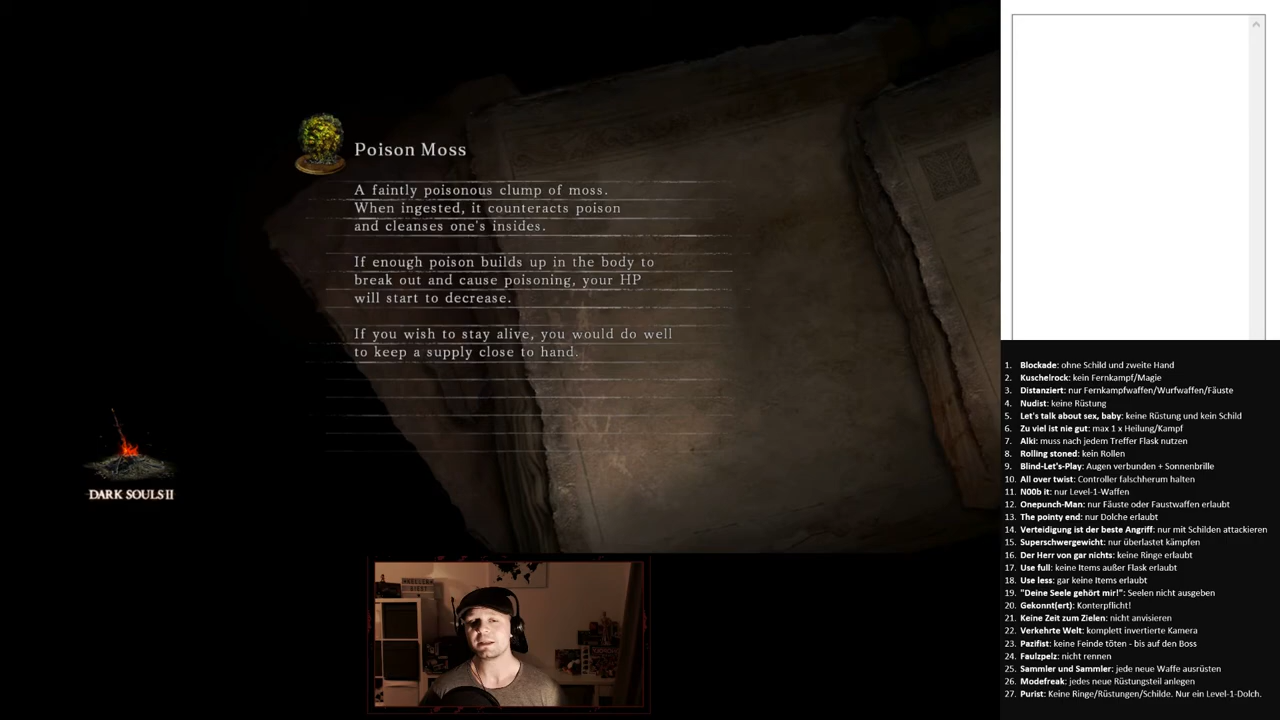 Poison Moss
A faintly poisonous clump of moss.
When ingested, it counteracts poison
and cleanses one's insides.
If enough poison builds up in the body to
break out and cause poisoning, your HP
will start to decrease.
If you wish to stay alive, you would do well
to keep a supply close to hand.
DARK SOULS II
1. Blockade: ohne Schild und zweite Hand
2. Kuschelrock: kein Fernkampf/Magie
3. Distanziert: nur Fernkampfwaffen/Wurfwaffen/Fäuste
4. Nudist: keine Rüstung
5. Let's talk about sex, baby: keine Rüstung und kein Schild
6. Zu viel ist nie gut: max 1 x Heilung/Kampf
7. Alki: muss nach jedem Treffer Flask nutzen
8. Rolling stoned: kein Rollen
9. Blind-Let's-Play: Augen verbunden + Sonnenbrille
10. All over twist: Controller falschherum halten
11. N00b it: nur Level-1-Waffen
12. Onepunch-Man: nur Fäuste oder Faustwaffen erlaubt
13. The pointy end: nur Dolche erlaubt
14. Verteidigung ist der beste Angriff: nur mit Schilden attackieren
15. Superschwergewicht: nur überlastet kämpfen
16. Der Herr von gar nichts: keine Ringe erlaubt
17. Use full: keine Items außer Flask erlaubt
18. Use less: gar keine Items erlaubt
19. "Deine Seele gehört mir!": Seelen nicht ausgeben
20. Gekonnt(ert): Konterpflicht!
21. Keine Zeit zum Zielen: nicht anvisieren
22. Verkehrte Welt: komplett invertierte Kamera
23. Pazifist: keine Feinde töten - bis auf den Boss
24. Faulzpelz: nicht rennen
25. Sammler und Sammler: jede neue Waffe ausrüsten
26. Modefreak: jedes neue Rüstungsteil anlegen
27. Purist: Keine Ringe/Rüstungen/Schilde. Nur ein Level-1-Dolch.